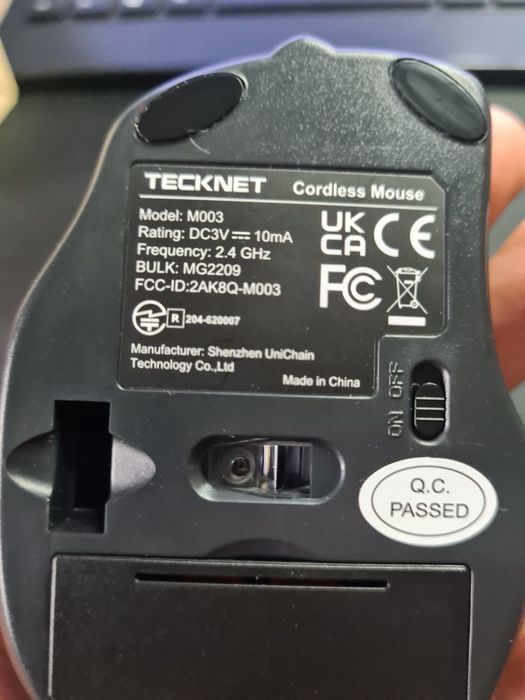 TECKNET Cordless Mouse
Model: M003
Rating: DC3V⎓10mA
Frequency: 2.4 GHz
BULK: MG2209
FCC-ID:2AK8Q-M003
UK
CA CE
FC
R 204-620007
Manufacturer: Shenzhen UniChain
Technology Co.,Ltd
Made in China
ON OFF
Q.C.
PASSED